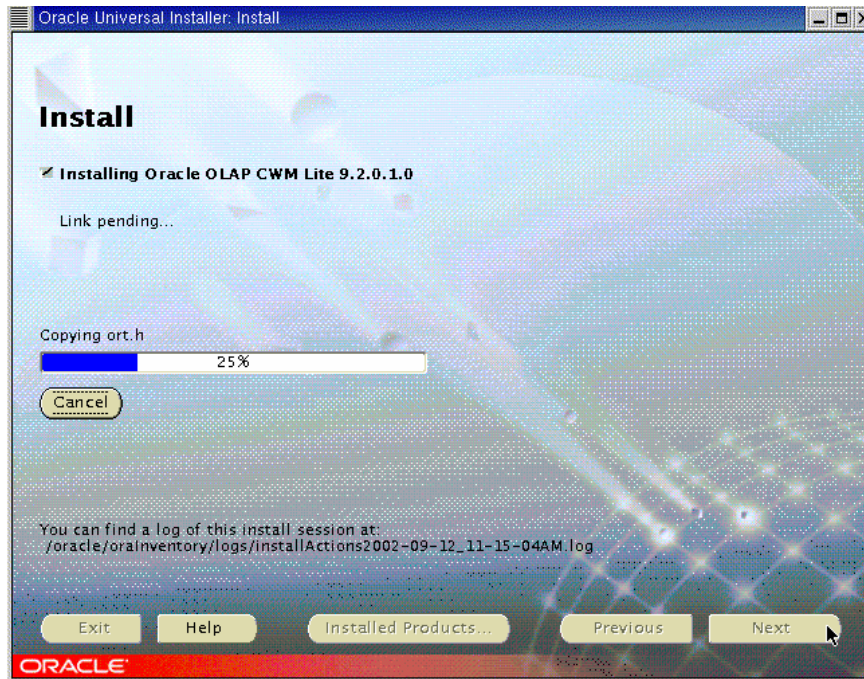 Oracle Universal Installer: Install
Install
Installing Oracle OLAP CWM Lite 9.2.0.1.0
Link pending...
Copying ort.h
25%
Cancel
You can find a log of this install session at:
/oracle/oraInventory/logs/installActions2002-09-12_11-15-04AM.log
Exit Help Installed Products... Previous Next
ORACLE